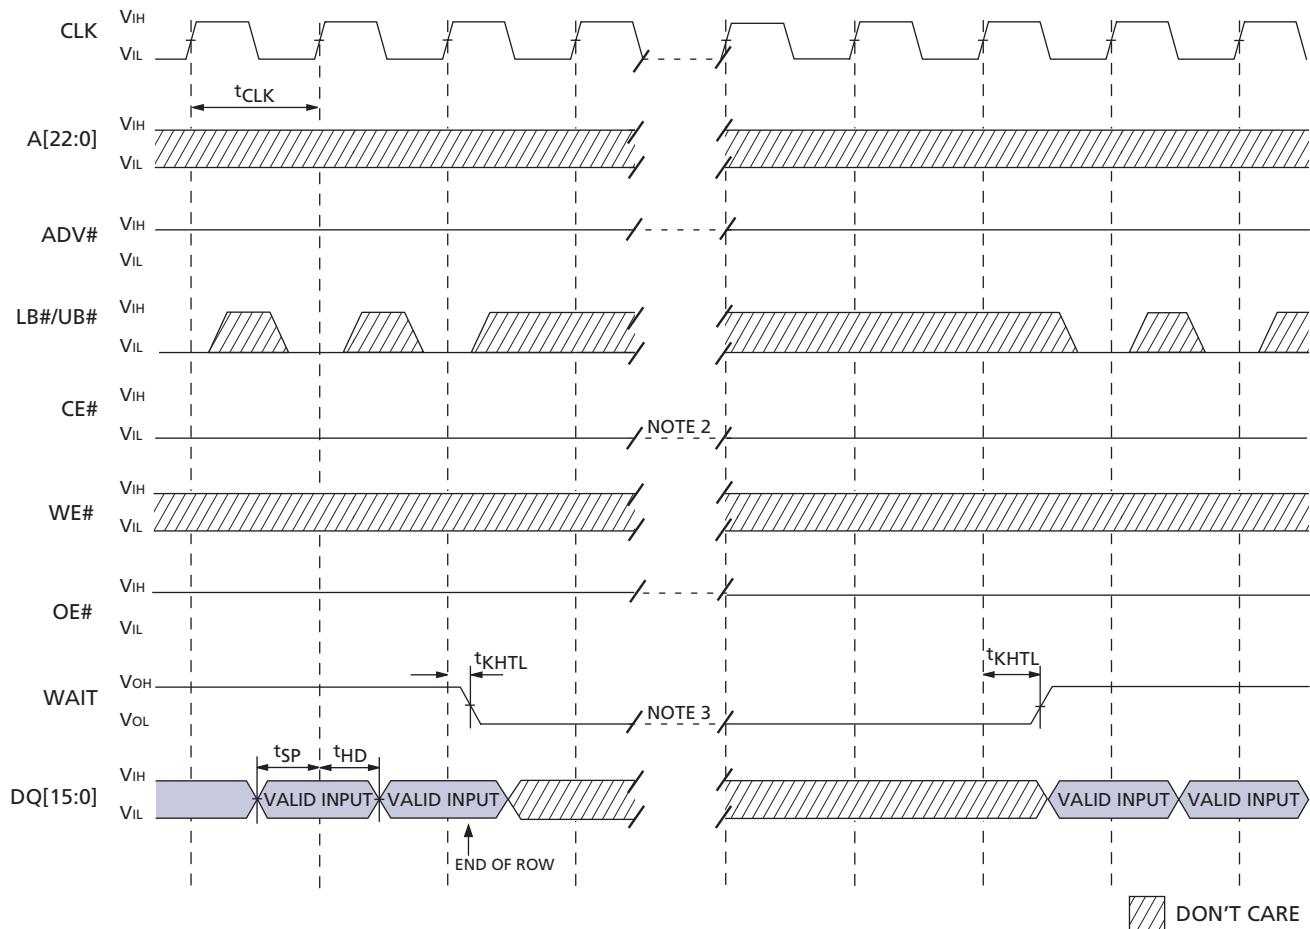 CLK
VIH
VIL
tCLK
A[22:0]
VIH
VIL
ADV#
VIH
VIL
LB#/UB#
VIH
VIL
CE#
VIH
VIL
NOTE 2
WE#
VIH
VIL
OE#
VIH
VIL
WAIT
VOH
VOL
tKHTL
NOTE 3
tKHTL
DQ[15:0]
VIH
VIL
tSP
tHD
VALID INPUT
VALID INPUT
VALID INPUT
VALID INPUT
END OF ROW
DON'T CARE